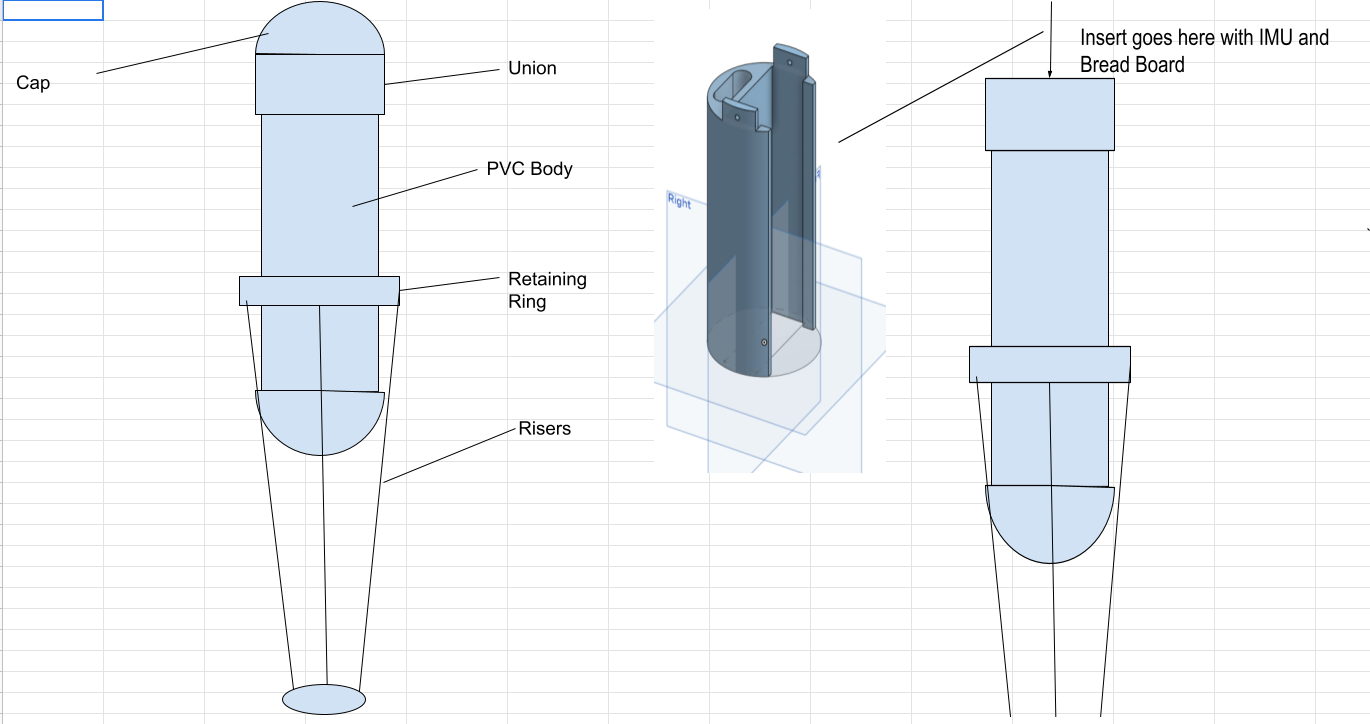 Cap
Union
PVC Body
Retaining
Ring
Risers
Right
Insert goes here with IMU and
Bread Board